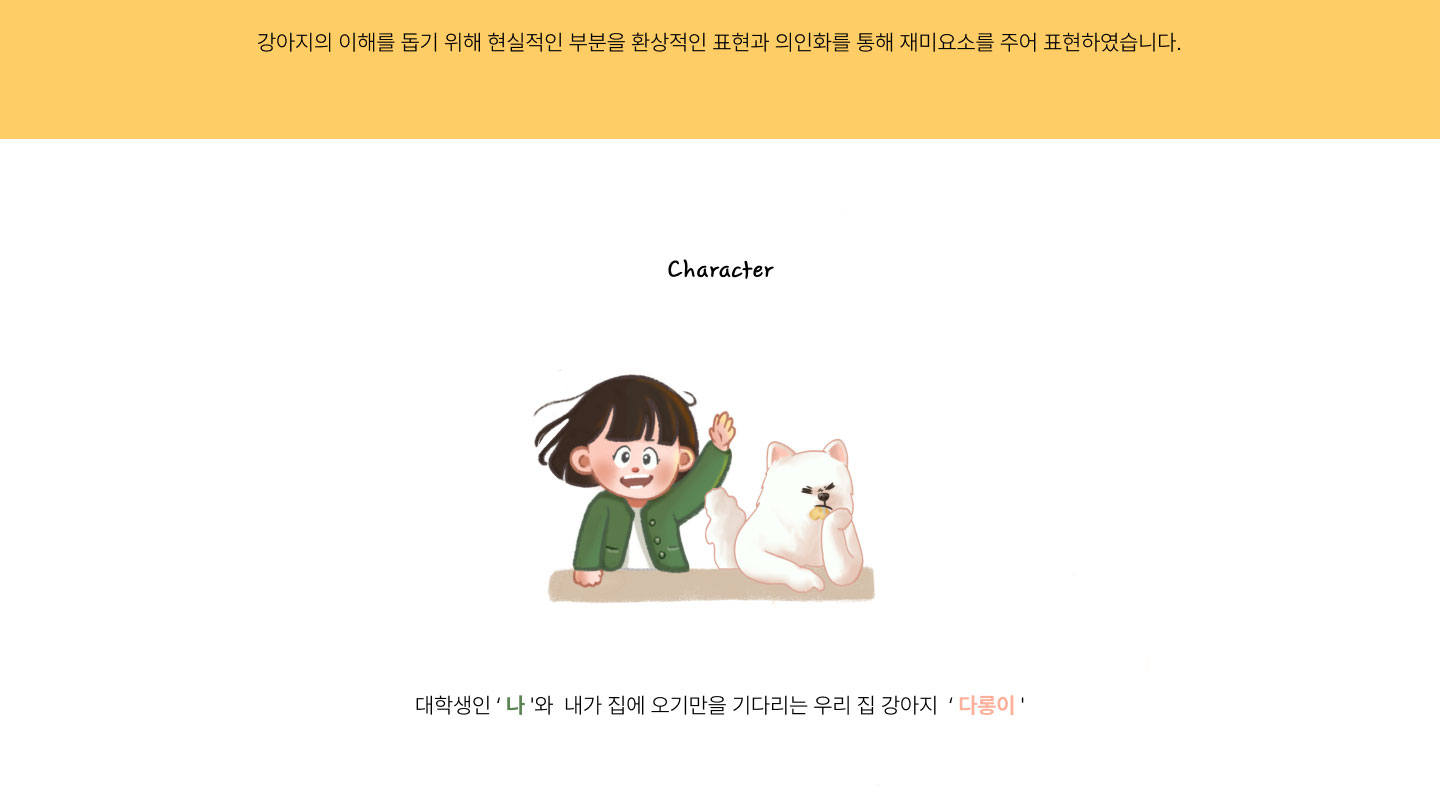 강아지의 이해를 돕기 위해 현실적인 부분을 환상적인 표현과 의인화를 통해 재미요소를 주어 표현하였습니다.
Character
대학생인 ‘ 나 '와  내가 집에 오기만을 기다리는 우리 집 강아지  ‘ 다롱이 '